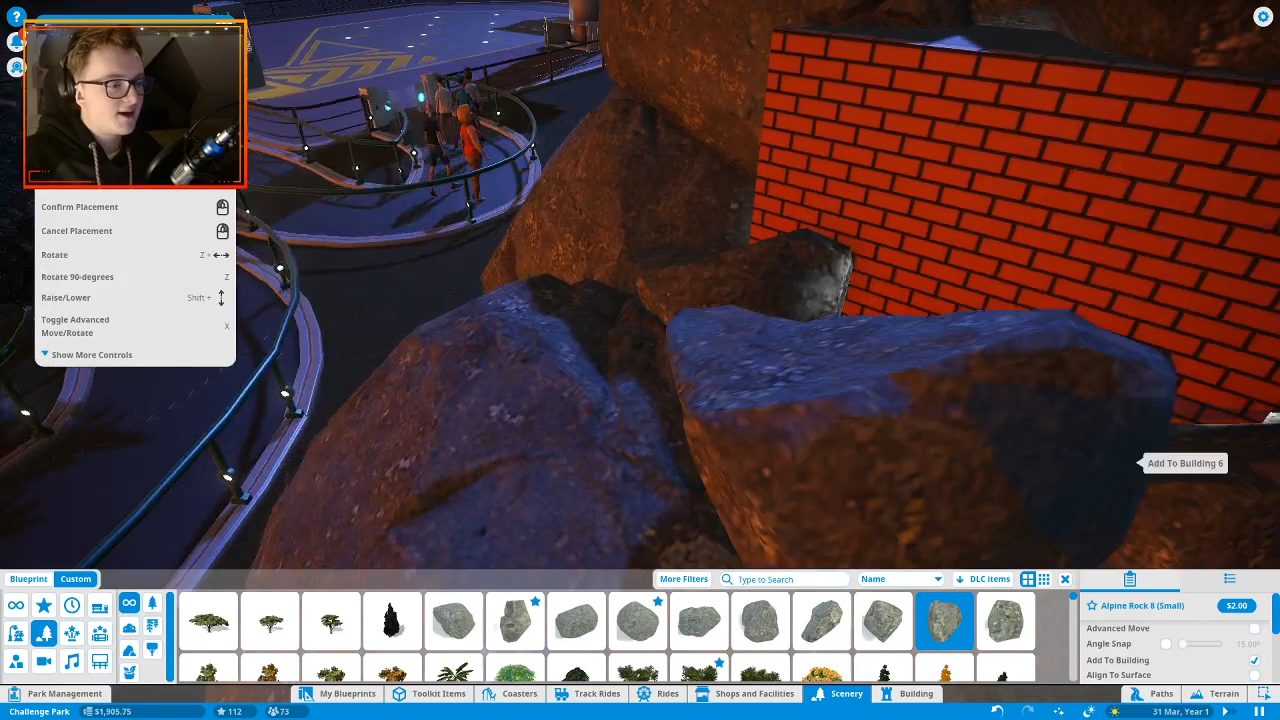 ?
Confirm Placement
Cancel Placement
Rotate Z +
Rotate 90-degrees Z
Raise/Lower Shift +
Toggle Advanced Move/Rotate X
Show More Controls
Add To Building 6
Blueprint Custom More Filters Type to Search Name DLC items
Alpine Rock 8 (Small) $2.00
Advanced Move
Angle Snap 15.00°
Add To Building
Align To Surface
Park Management My Blueprints Toolkit Items Coasters Track Rides Rides Shops and Facilities Scenery Building Paths Terrain
Challenge Park $1,905.75 112 73 31 Mar, Year 1